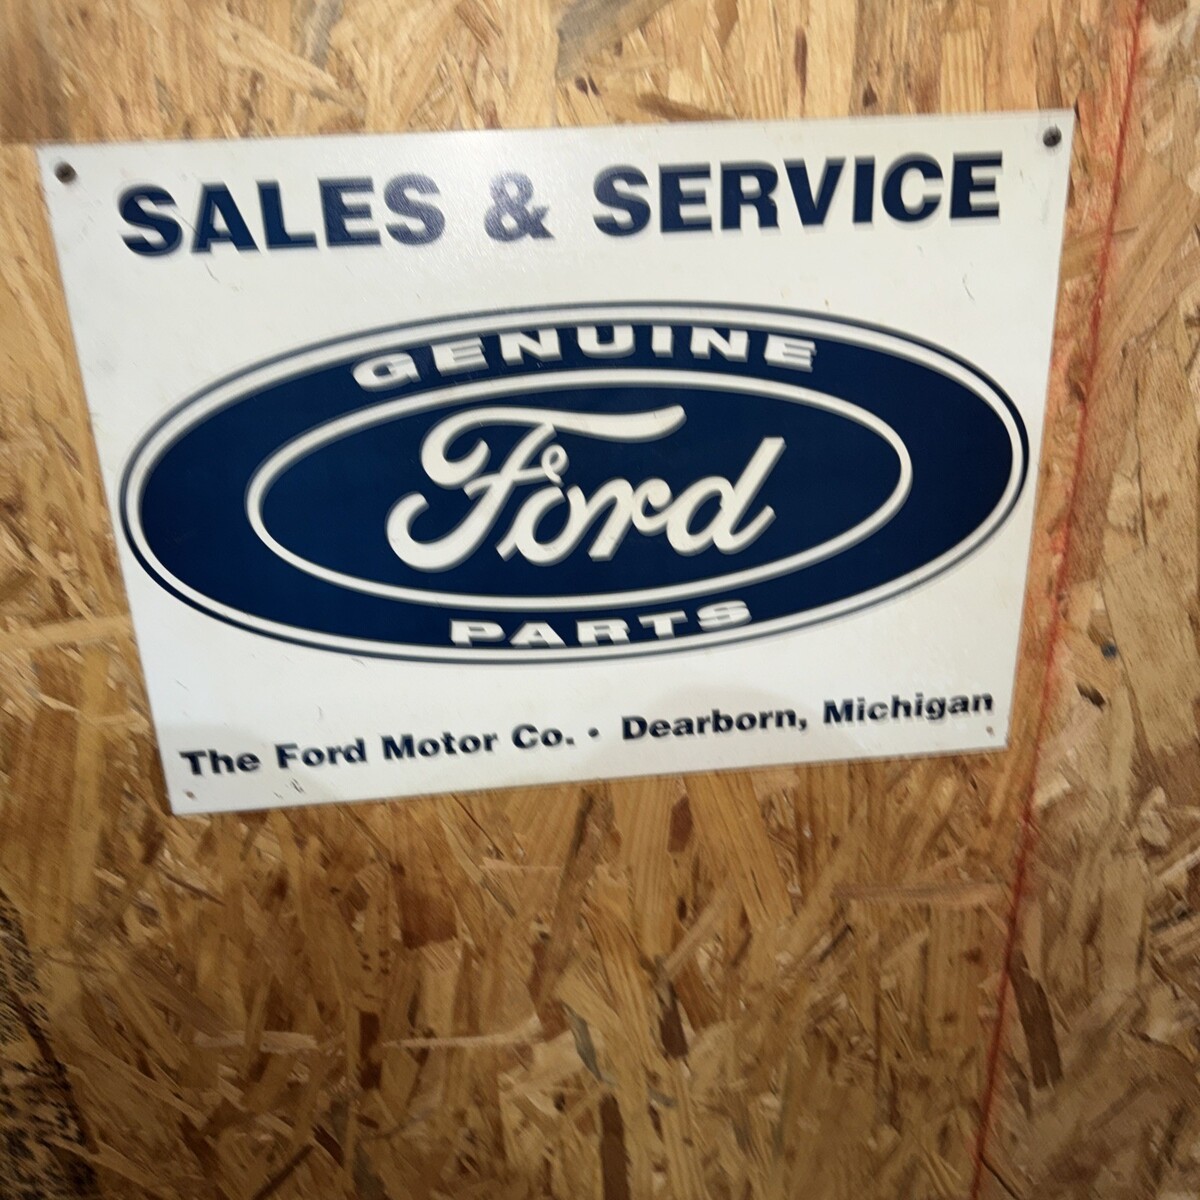 SALES & SERVICE
GENUINE
Ford
PARTS
The Ford Motor Co. • Dearborn, Michigan